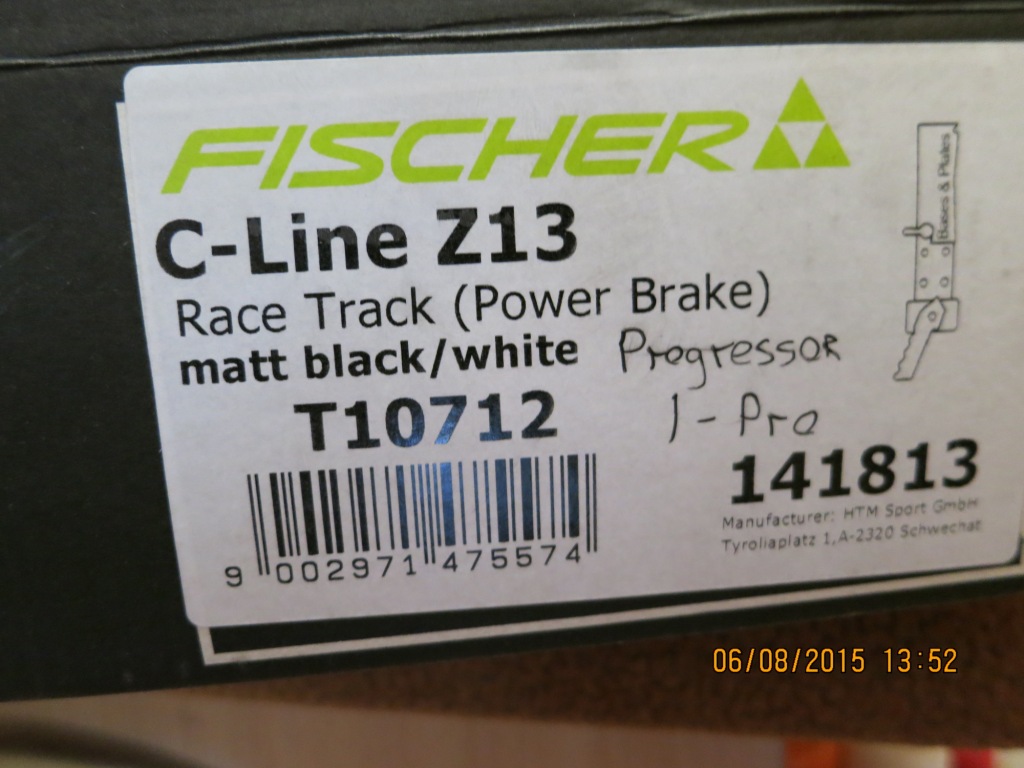 FISCHER
C-Line Z13
Race Track (Power Brake)
matt black/white Progressor
T10712 1-Pro
141813
Manufacturer: HTM Sport GmbH
Tyroliaplatz 1,A-2320 Schwechat
9 002971 475574
Bases & Plates
06/08/2015 13:52